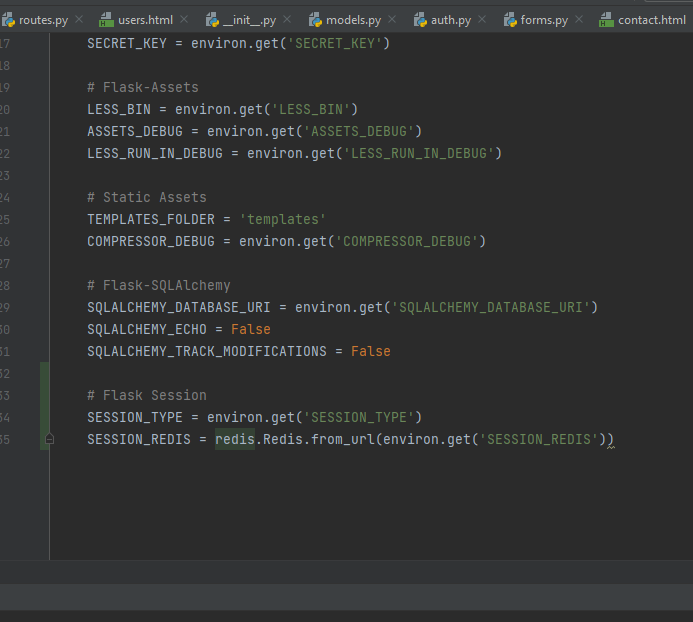 routes.py users.html __init__.py models.py auth.py forms.py contact.html
17 SECRET_KEY = environ.get('SECRET_KEY')
18
19 # Flask-Assets
20 LESS_BIN = environ.get('LESS_BIN')
21 ASSETS_DEBUG = environ.get('ASSETS_DEBUG')
22 LESS_RUN_IN_DEBUG = environ.get('LESS_RUN_IN_DEBUG')
23
24 # Static Assets
25 TEMPLATES_FOLDER = 'templates'
26 COMPRESSOR_DEBUG = environ.get('COMPRESSOR_DEBUG')
27
28 # Flask-SQLAlchemy
29 SQLALCHEMY_DATABASE_URI = environ.get('SQLALCHEMY_DATABASE_URI')
30 SQLALCHEMY_ECHO = False
31 SQLALCHEMY_TRACK_MODIFICATIONS = False
32
33 # Flask Session
34 SESSION_TYPE = environ.get('SESSION_TYPE')
35 SESSION_REDIS = redis.Redis.from_url(environ.get('SESSION_REDIS'))